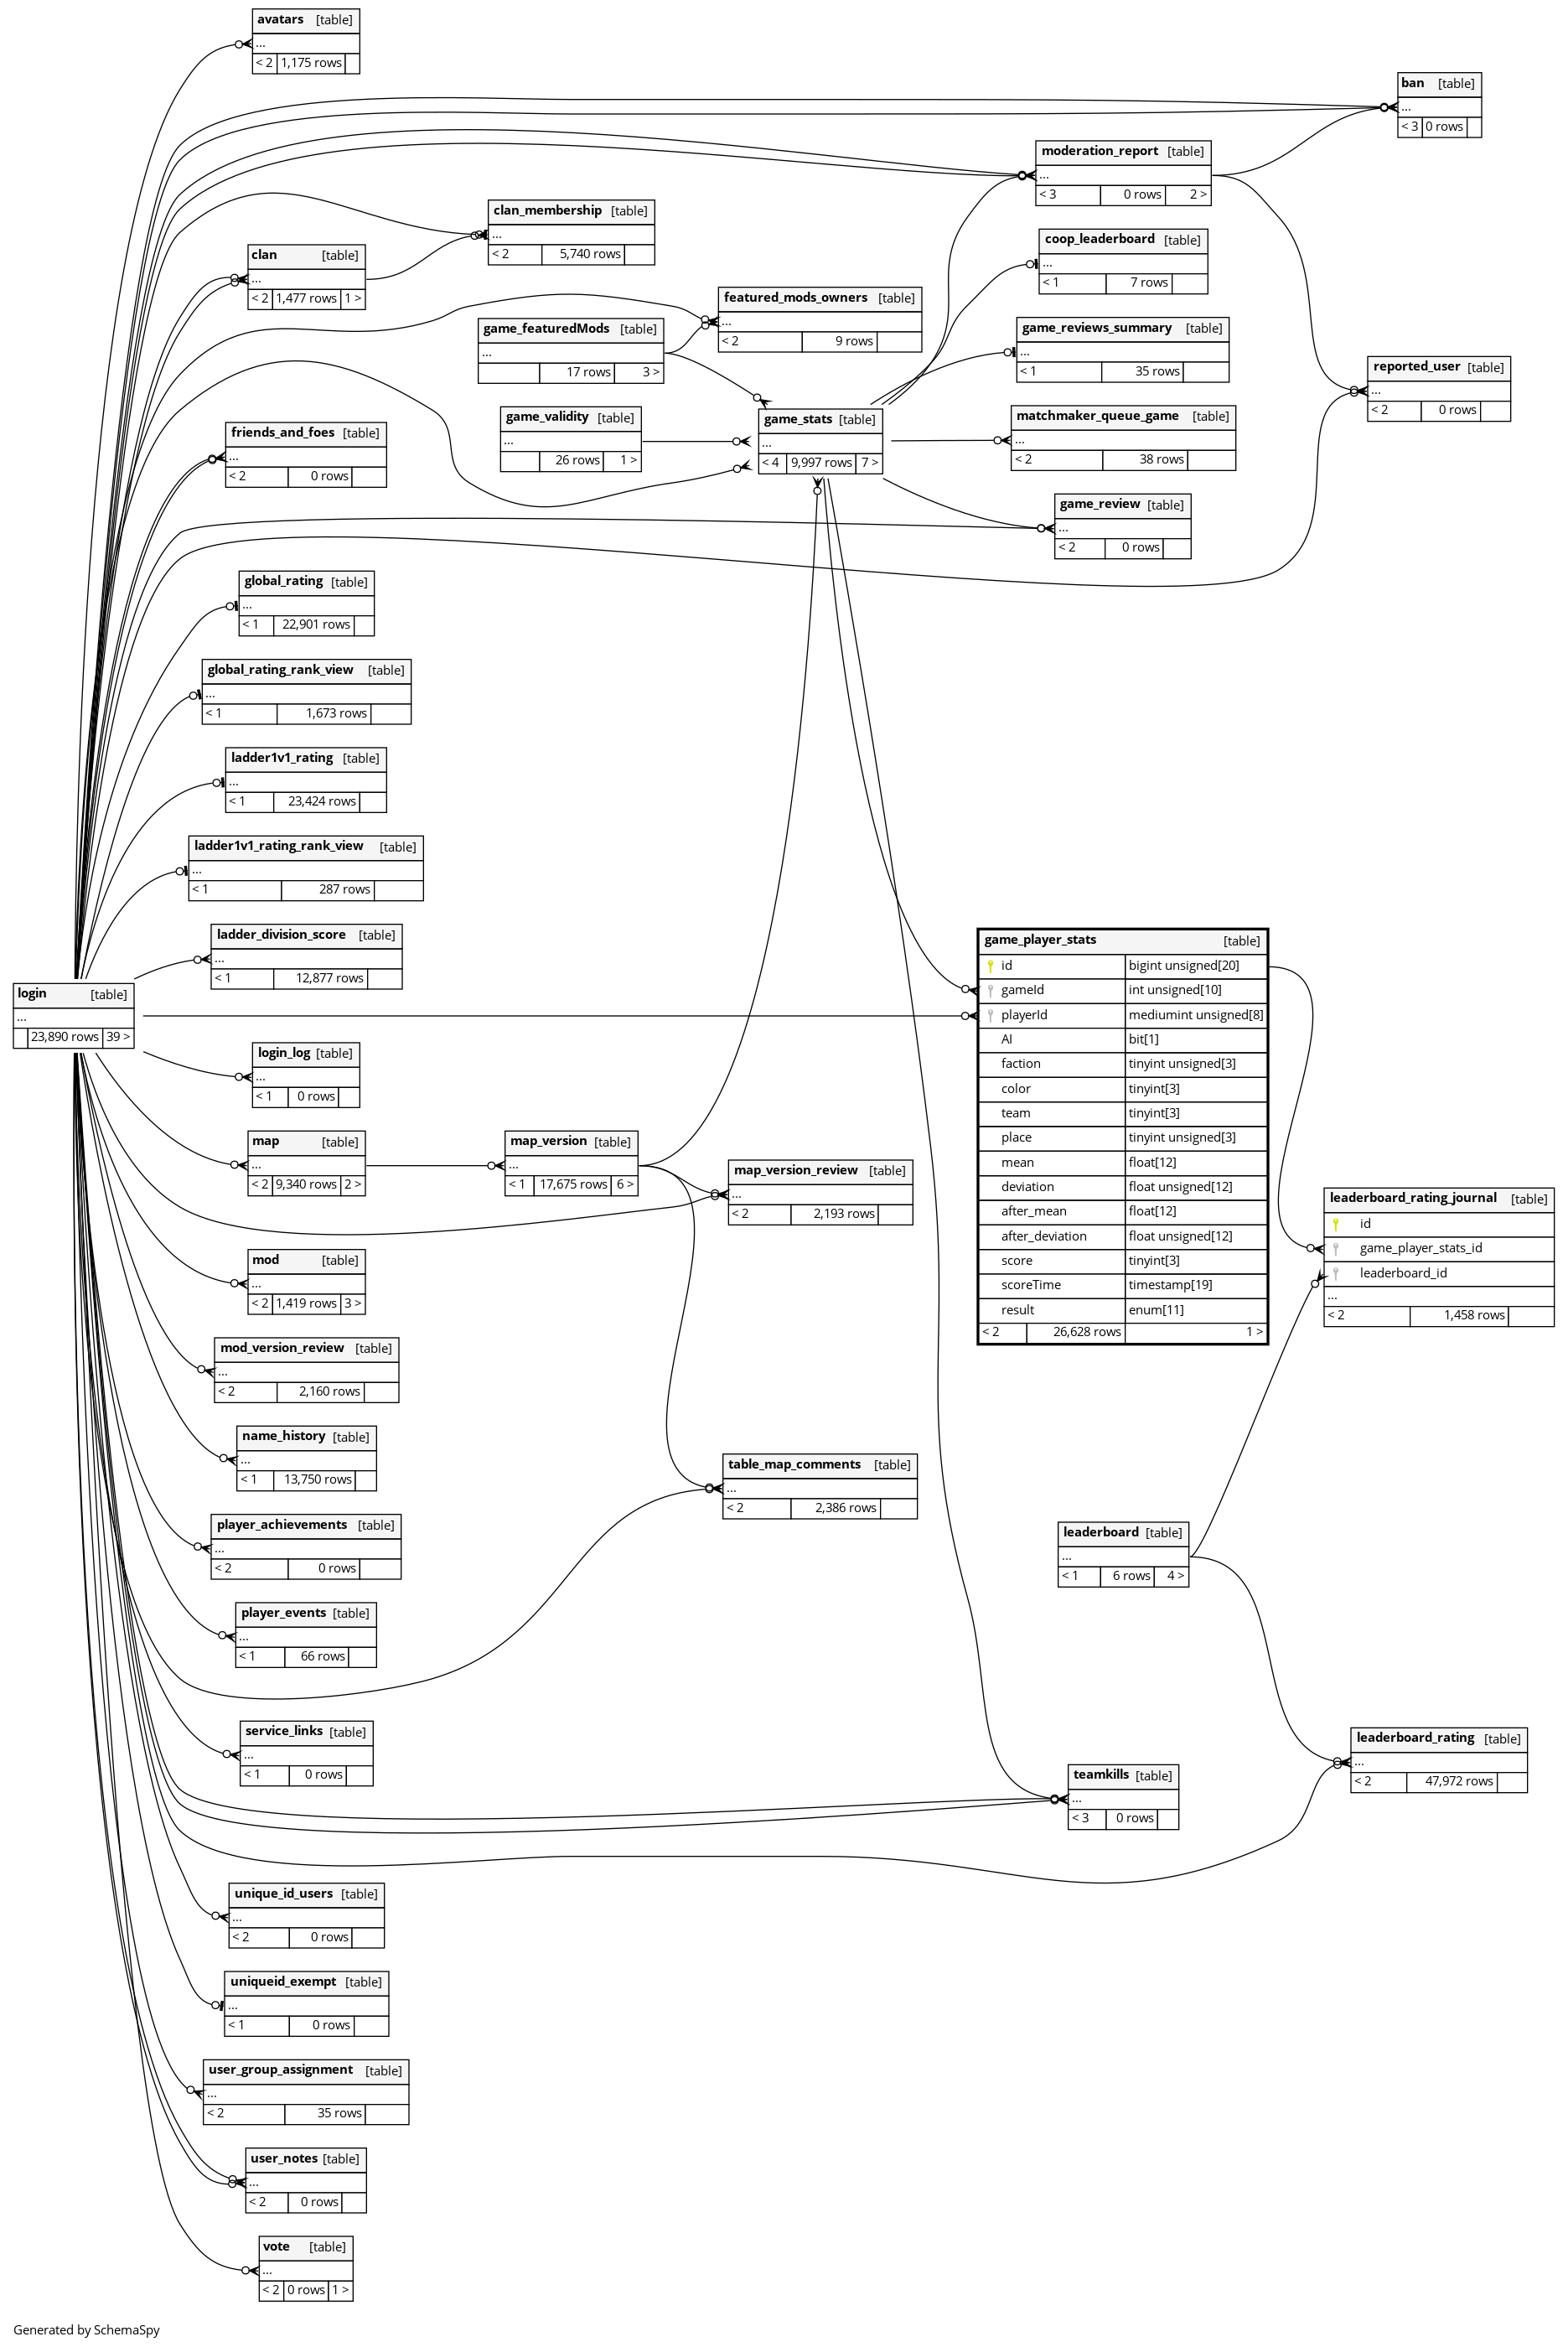 avatars [table]
...
< 2 1,175 rows
ban [table]
...
< 3 0 rows
moderation_report [table]
...
< 3 0 rows 2 >
clan_membership [table]
...
< 2 5,740 rows
coop_leaderboard [table]
...
< 1 7 rows
clan [table]
...
< 2 1,477 rows 1 >
featured_mods_owners [table]
...
< 2 9 rows
game_featuredMods [table]
...
17 rows 3 >
game_reviews_summary [table]
...
< 1 35 rows
reported_user [table]
...
< 2 0 rows
game_validity [table]
...
26 rows 1 >
game_stats [table]
...
< 4 9,997 rows 7 >
matchmaker_queue_game [table]
...
< 2 38 rows
friends_and_foes [table]
...
< 2 0 rows
game_review [table]
...
< 2 0 rows
global_rating [table]
...
< 1 22,901 rows
global_rating_rank_view [table]
...
< 1 1,673 rows
ladder1v1_rating [table]
...
< 1 23,424 rows
ladder1v1_rating_rank_view [table]
...
< 1 287 rows
ladder_division_score [table]
...
< 1 12,877 rows
login [table]
...
23,890 rows 39 >
game_player_stats [table]
id bigint unsigned[20]
gameId int unsigned[10]
playerId mediumint unsigned[8]
AI bit[1]
faction tinyint unsigned[3]
color tinyint[3]
team tinyint[3]
place tinyint unsigned[3]
mean float[12]
deviation float unsigned[12]
after_mean float[12]
after_deviation float unsigned[12]
score tinyint[3]
scoreTime timestamp[19]
result enum[11]
< 2 26,628 rows 1 >
login_log [table]
...
< 1 0 rows
map [table]
...
< 2 9,340 rows 2 >
map_version [table]
...
< 1 17,675 rows 6 >
map_version_review [table]
...
< 2 2,193 rows
leaderboard_rating_journal [table]
id
game_player_stats_id
leaderboard_id
...
< 2 1,458 rows
mod [table]
...
< 2 1,419 rows 3 >
mod_version_review [table]
...
< 2 2,160 rows
name_history [table]
...
< 1 13,750 rows
table_map_comments [table]
...
< 2 2,386 rows
player_achievements [table]
...
< 2 0 rows
leaderboard [table]
...
< 1 6 rows 4 >
player_events [table]
...
< 1 66 rows
service_links [table]
...
< 1 0 rows
leaderboard_rating [table]
...
< 2 47,972 rows
teamkills [table]
...
< 3 0 rows
unique_id_users [table]
...
< 2 0 rows
uniqueid_exempt [table]
...
< 1 0 rows
user_group_assignment [table]
...
< 2 35 rows
user_notes [table]
...
< 2 0 rows
vote [table]
...
< 2 0 rows 1 >
Generated by SchemaSpy